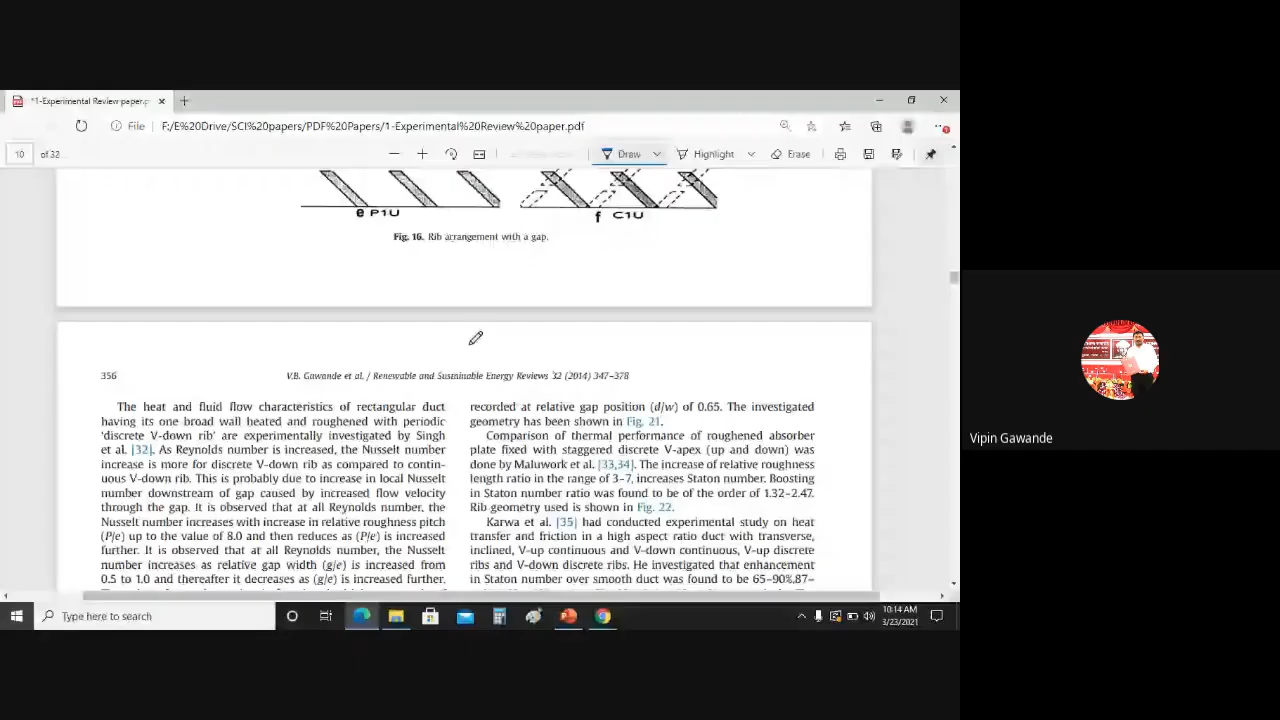 *1-Experimental Review paper.p
File F:/E%20Drive/SCI%20papers/PDF%20Papers/1-Experimental%20Review%20paper.pdf
10 of 32 Draw Highlight Erase
e P1U f C1U
Fig. 16. Rib arrangement with a gap.
356 V.B. Gawande et al. / Renewable and Sustainable Energy Reviews 32 (2014) 347–378
The heat and fluid flow characteristics of rectangular duct
having its one broad wall heated and roughened with periodic
'discrete V-down rib' are experimentally investigated by Singh
et al. [32]. As Reynolds number is increased, the Nusselt number
increase is more for discrete V-down rib as compared to contin-
uous V-down rib. This is probably due to increase in local Nusselt
number downstream of gap caused by increased flow velocity
through the gap. It is observed that at all Reynolds number, the
Nusselt number increases with increase in relative roughness pitch
(P/e) up to the value of 8.0 and then reduces as (P/e) is increased
further. It is observed that at all Reynolds number, the Nusselt
number increases as relative gap width (g/e) is increased from
0.5 to 1.0 and thereafter it decreases as (g/e) is increased further.
recorded at relative gap position (d/w) of 0.65. The investigated
geometry has been shown in Fig. 21.
Comparison of thermal performance of roughened absorber
plate fixed with staggered discrete V-apex (up and down) was
done by Maluwork et al. [33,34]. The increase of relative roughness
length ratio in the range of 3–7, increases Staton number. Boosting
in Staton number ratio was found to be of the order of 1.32–2.47.
Rib geometry used is shown in Fig. 22.
Karwa et al. [35] had conducted experimental study on heat
transfer and friction in a high aspect ratio duct with transverse,
inclined, V-up continuous and V-down continuous, V-up discrete
ribs and V-down discrete ribs. He investigated that enhancement
in Staton number over smooth duct was found to be 65–90%,87–
Type here to search
10:14 AM
3/23/2021
Vipin Gawande